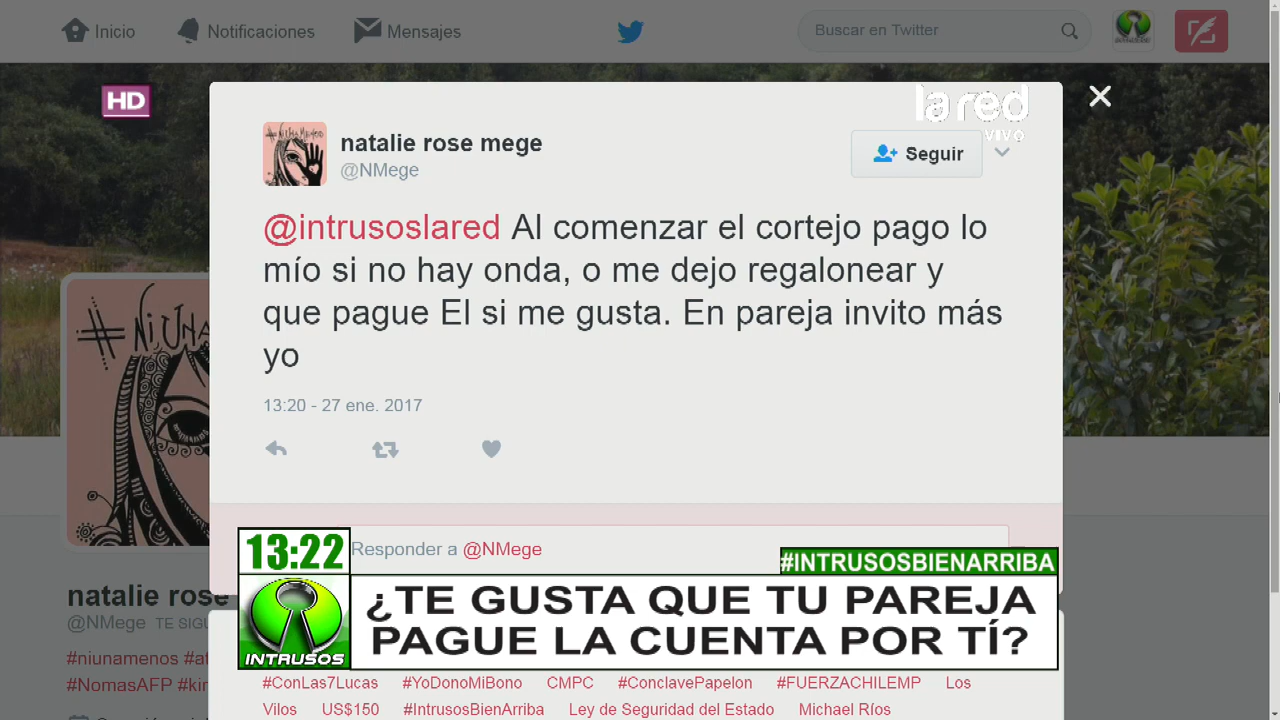 Inicio
Notificaciones
Mensajes
Buscar en Twitter
HD
la red
VIVO
natalie rose mege
@NMege
Seguir
@intrusoslared Al comenzar el cortejo pago lo
mío si no hay onda, o me dejo regalonear y
que pague El si me gusta. En pareja invito más
yo
13:20 - 27 ene. 2017
# NI UNA
Responder a @NMege
13:22
#INTRUSOSBIENARRIBA
¿TE GUSTA QUE TU PAREJA
PAGUE LA CUENTA POR TÍ?
INTRUSOS
natalie rose
@NMege TE SIGU
#niunamenos #at
#NomasAFP #kin
#ConLas7Lucas #YoDonoMiBono CMPC #ConclavePapelon #FUERZACHILEMP Los
Vilos US$150 #IntrusosBienArriba Ley de Seguridad del Estado Michael Ríos